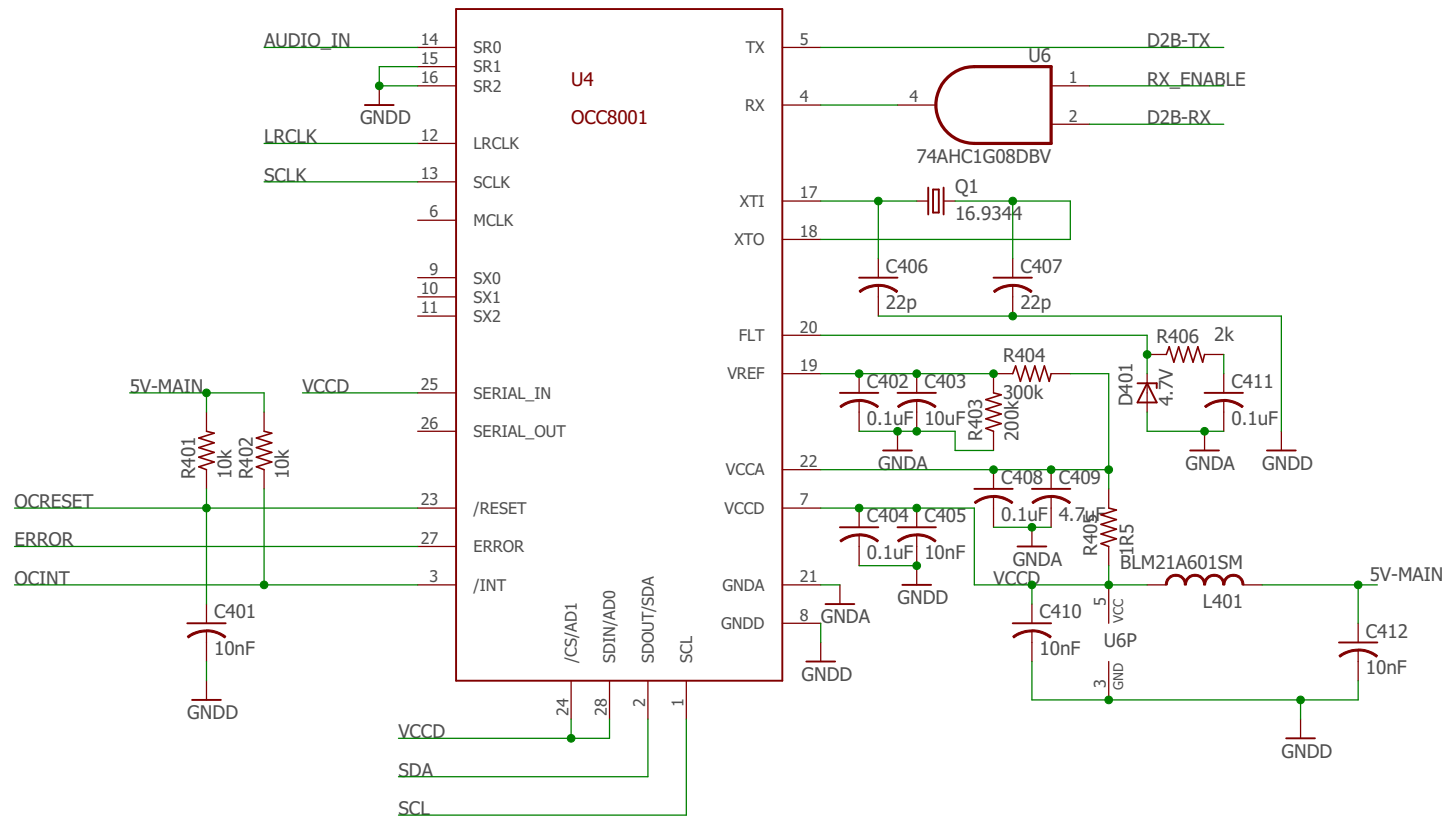 AUDIO_IN 14 SR0 TX 5 D2B-TX
15 SR1 U6
16 SR2 U4 1 RX_ENABLE
GNDD OCC8001 RX 4 4
2 D2B-RX
LRCLK 12 LRCLK
74AHC1G08DBV
SCLK 13 SCLK XTI 17 Q1
16.9344
6 MCLK XTO 18
C406 C407
9 SX0 22p 22p
10 SX1
11 SX2
FLT 20 R406 2k
VREF 19 R404
5V-MAIN VCCD 25 SERIAL_IN C402 C403 300k D401 4.7V C411
0.1uF 10uF R403 200k 0.1uF
26 SERIAL_OUT
R401 10k R402 10k GNDA GNDA GNDD
VCCA 22 C408 C409
OCRESET 23 /RESET VCCD 7 0.1uF 4.7uF
C404 C405 R405 1R5
ERROR 27 ERROR 0.1uF 10nF GNDA
BLM21A601SM
OCINT 3 /INT GNDA 21 GNDD VCCD 5 VCC L401 5V-MAIN
GNDA
C401 GNDD 8 C410 U6P C412
10nF 10nF 10nF
/CS/AD1 SDIN/AD0 SDOUT/SDA SCL GNDD 3 GND
GNDD 24 28 2 1
VCCD GNDD
SDA
SCL